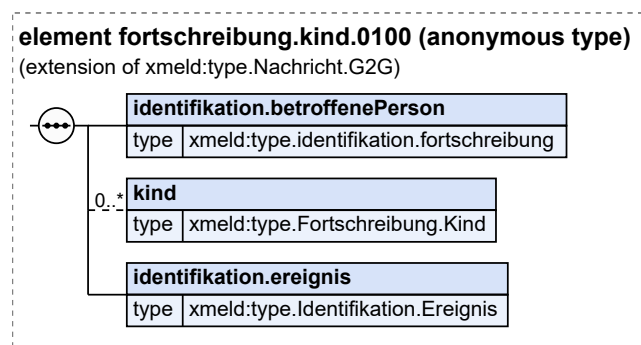 element fortschreibung.kind.0100 (anonymous type)
(extension of xmeld:type.Nachricht.G2G)
identifikation.betroffenePerson
type xmeld:type.identifikation.fortschreibung
0..* kind
type xmeld:type.Fortschreibung.Kind
identifikation.ereignis
type xmeld:type.Identifikation.Ereignis